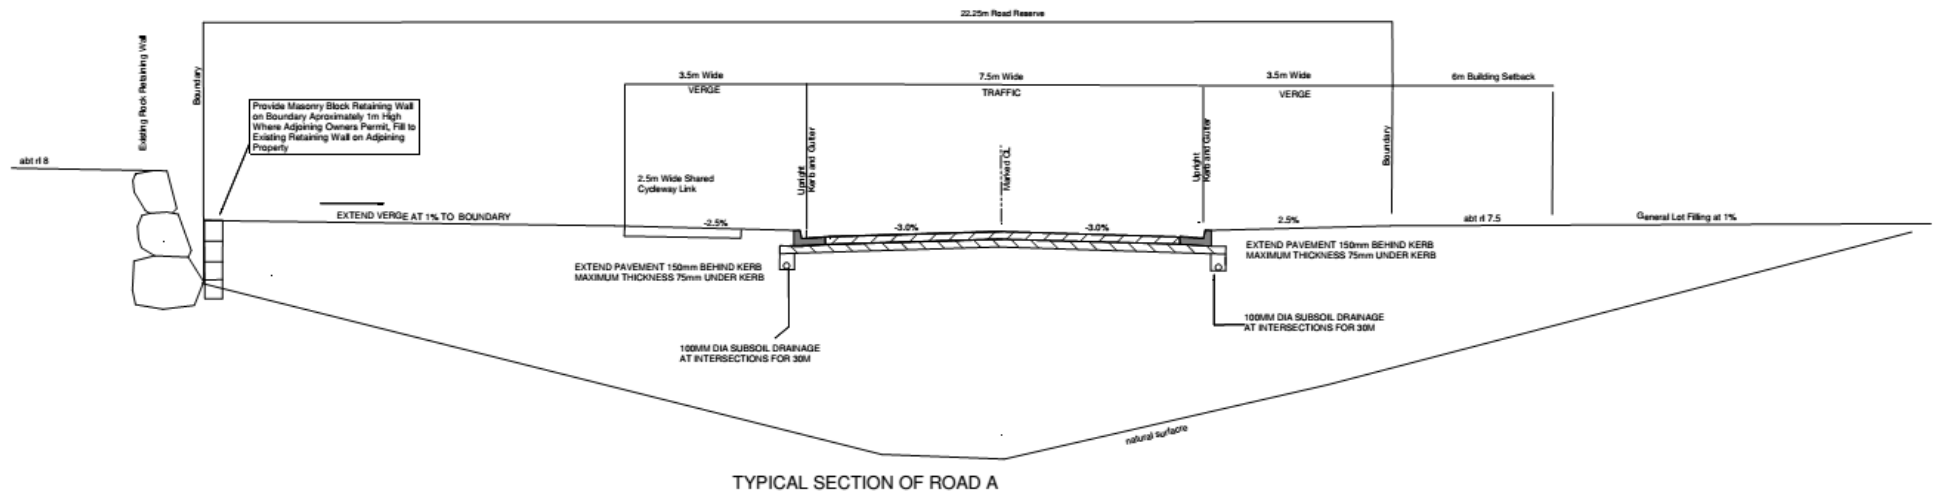 22.25m Road Reserve
Existing Rock Retaining Wall
Boundary
3.5m Wide
VERGE
7.5m Wide
TRAFFIC
3.5m Wide
VERGE
6m Building Setback
Provide Masonry Block Retaining Wall
on Boundary Aproximately 1m High
Where Adjoining Owners Permit, Fill to
Existing Retaining Wall on Adjoining
Property
Upright
Kerb and Gutter
Marked CL
Upright
Kerb and Gutter
Boundary
abt rl 8
2.5m Wide Shared
Cycleway Link
EXTEND VERGE AT 1% TO BOUNDARY
-2.5%
-3.0%
-3.0%
2.5%
abt rl 7.5
General Lot Filling at 1%
EXTEND PAVEMENT 150mm BEHIND KERB
MAXIMUM THICKNESS 75mm UNDER KERB
EXTEND PAVEMENT 150mm BEHIND KERB
MAXIMUM THICKNESS 75mm UNDER KERB
100MM DIA SUBSOIL DRAINAGE
AT INTERSECTIONS FOR 30M
100MM DIA SUBSOIL DRAINAGE
AT INTERSECTIONS FOR 30M
natural surfacre
TYPICAL SECTION OF ROAD A